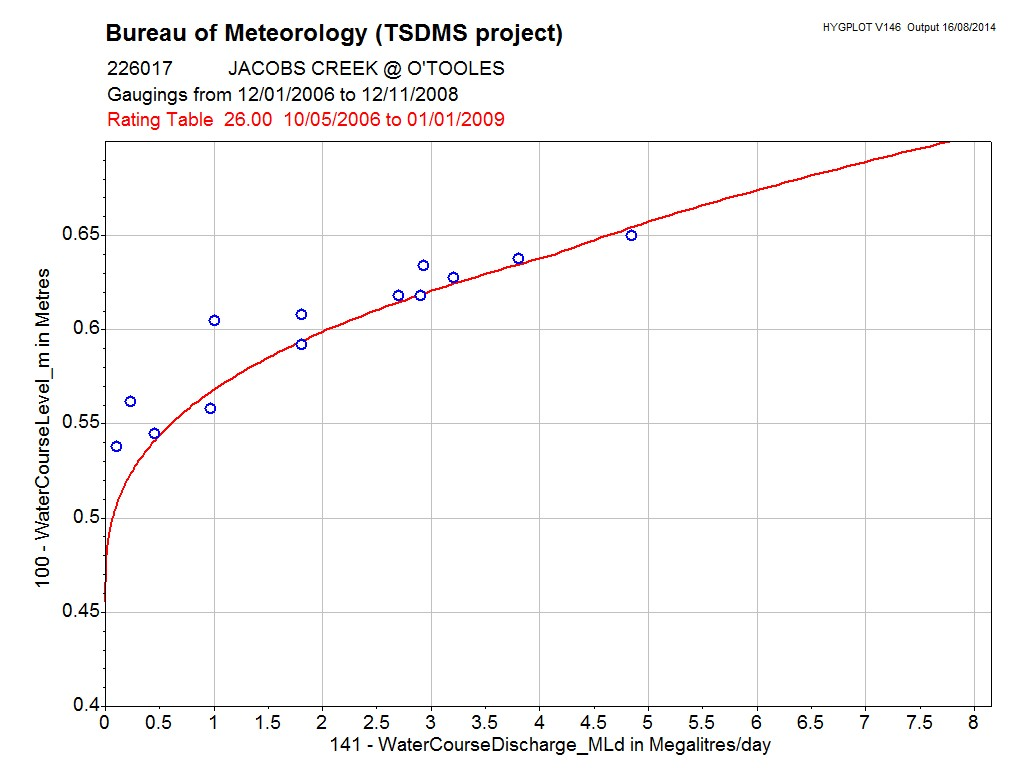 Bureau of Meteorology (TSDMS project)
HYGPLOT V146 Output 16/08/2014
226017 JACOBS CREEK @ O'TOOLES
Gaugings from 12/01/2006 to 12/11/2008
Rating Table 26.00 10/05/2006 to 01/01/2009
100 - WaterCourseLevel_m in Metres
0.65
0.6
0.55
0.5
0.45
0.4
0 0.5 1 1.5 2 2.5 3 3.5 4 4.5 5 5.5 6 6.5 7 7.5 8
141 - WaterCourseDischarge_MLd in Megalitres/day